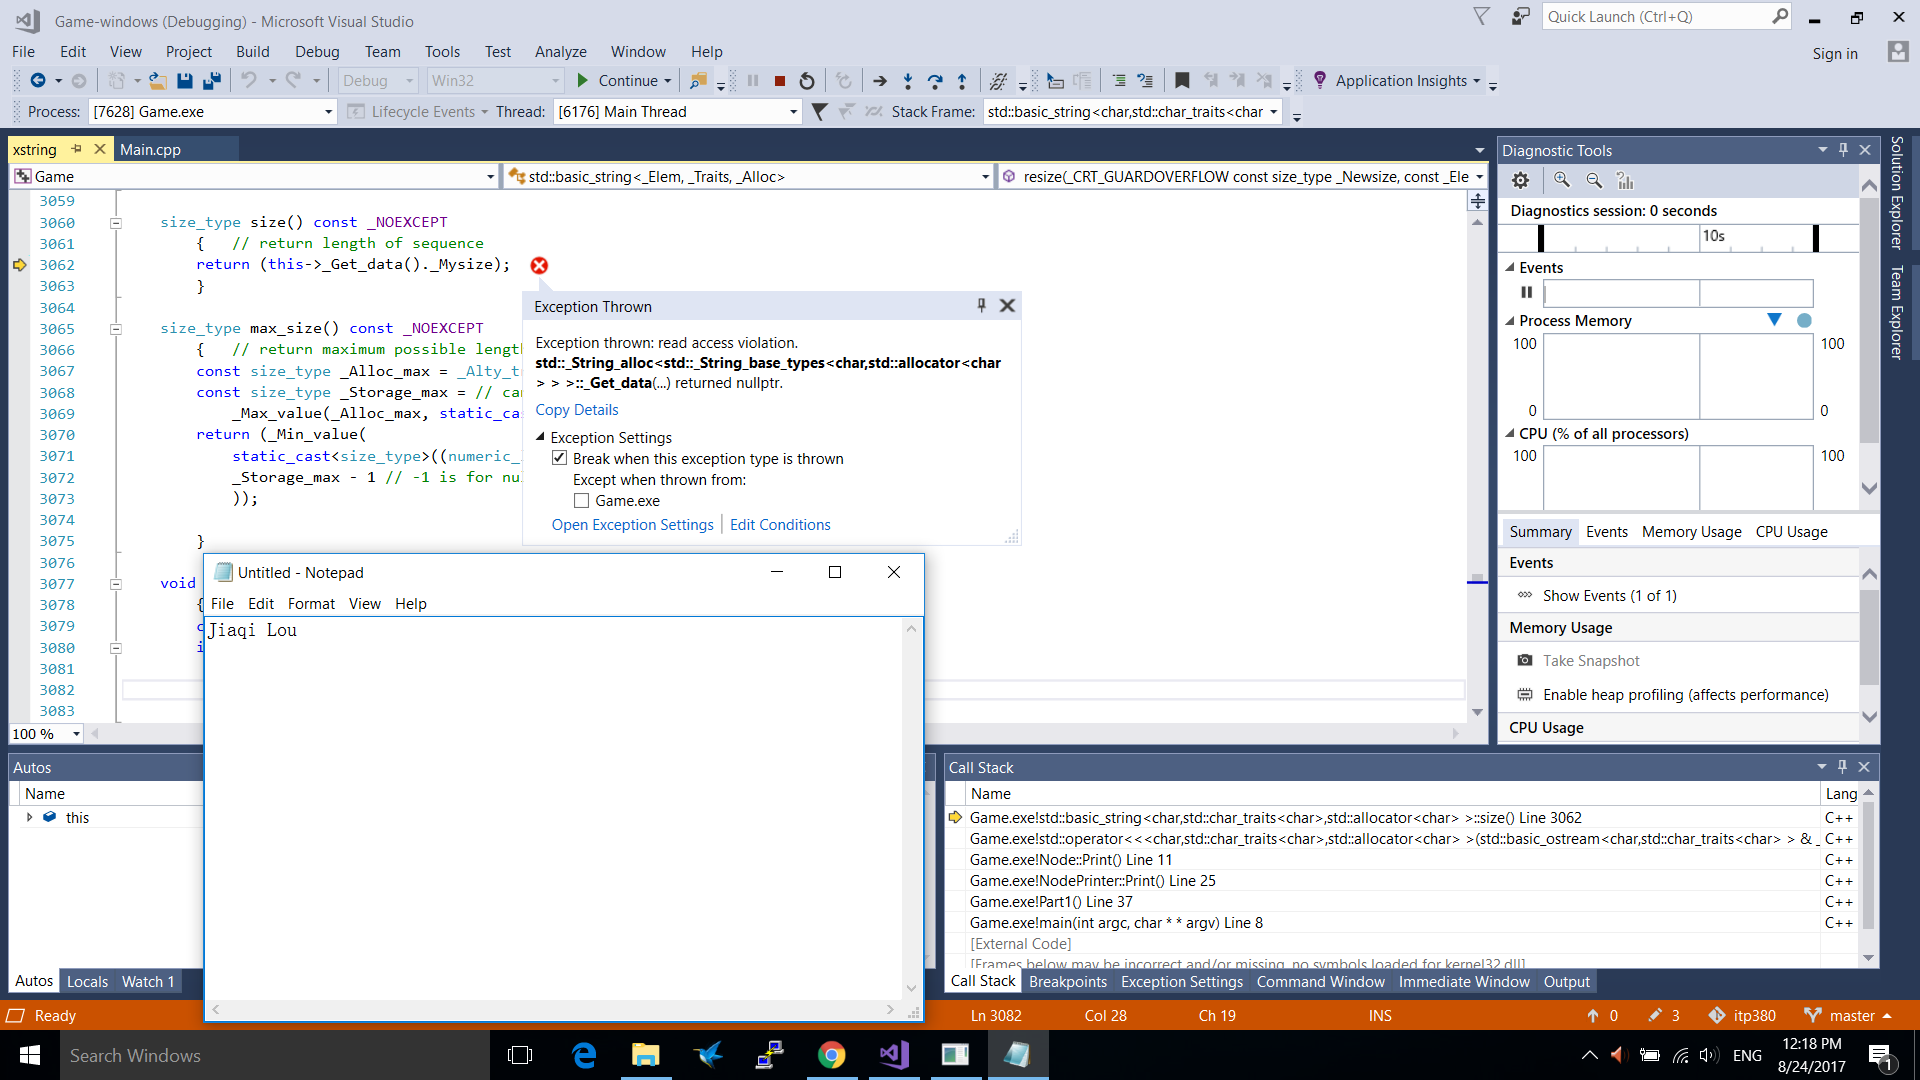 Game-windows (Debugging) - Microsoft Visual Studio
Quick Launch (Ctrl+Q)
File Edit View Project Build Debug Team Tools Test Analyze Window Help
Sign in
Debug Win32 Continue Application Insights
Process: [7628] Game.exe Lifecycle Events Thread: [6176] Main Thread Stack Frame: std::basic_string<char,std::char_traits<char
xstring Main.cpp
Game std::basic_string<_Elem, _Traits, _Alloc> resize(_CRT_GUARDOVERFLOW const size_type _Newsize, const _Ele
3059
3060 size_type size() const _NOEXCEPT
3061 { // return length of sequence
3062 return (this->_Get_data()._Mysize);
3063 }
3064
3065 size_type max_size() const _NOEXCEPT
3066 { // return maximum possible lengt
3067 const size_type _Alloc_max = _Alty_t
3068 const size_type _Storage_max = // ca
3069 _Max_value(_Alloc_max, static_ca
3070 return (_Min_value(
3071 static_cast<size_type>((numeric_
3072 _Storage_max - 1 // -1 is for nu
3073 ));
3074
3075 }
3076
3077 void
3078 {
3079 c
3080 i
3081
3082
3083
100 %
Exception Thrown
Exception thrown: read access violation.
std::_String_alloc<std::_String_base_types<char,std::allocator<char
> > >::_Get_data(...) returned nullptr.
Copy Details
Exception Settings
Break when this exception type is thrown
Except when thrown from:
Game.exe
Open Exception Settings Edit Conditions
Untitled - Notepad
File Edit Format View Help
Jiaqi Lou
Diagnostic Tools
Diagnostics session: 0 seconds
10s
Events
Process Memory
100 100
0 0
CPU (% of all processors)
100 100
Summary Events Memory Usage CPU Usage
Events
Show Events (1 of 1)
Memory Usage
Take Snapshot
Enable heap profiling (affects performance)
CPU Usage
Solution Explorer
Team Explorer
Autos
Name
this
Autos Locals Watch 1
Call Stack
Name Lang
Game.exe!std::basic_string<char,std::char_traits<char>,std::allocator<char> >::size() Line 3062 C++
Game.exe!std::operator<<<char,std::char_traits<char>,std::allocator<char> >(std::basic_ostream<char,std::char_traits<char> > & _ C++
Game.exe!Node::Print() Line 11 C++
Game.exe!NodePrinter::Print() Line 25 C++
Game.exe!Part1() Line 37 C++
Game.exe!main(int argc, char * * argv) Line 8 C++
[External Code]
[Frames below may be incorrect and/or missing, no symbols loaded for kernel32.dll]
Call Stack Breakpoints Exception Settings Command Window Immediate Window Output
Ready Ln 3082 Col 28 Ch 19 INS 0 3 itp380 master
Search Windows
ENG
12:18 PM
8/24/2017
1